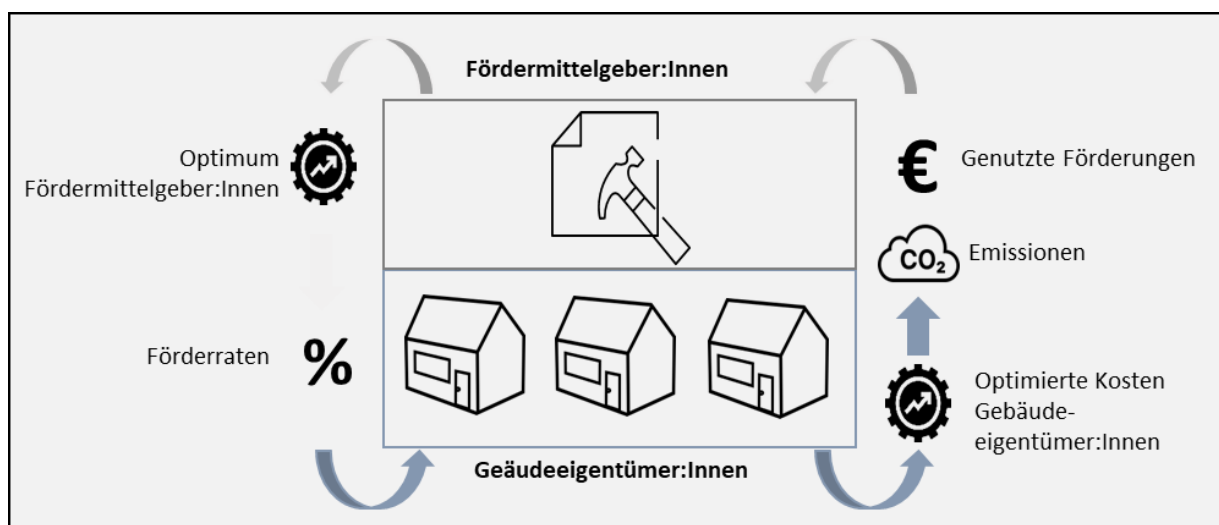 Fördermittelgeber:Innen
Optimum
Fördermittelgeber:Innen
€ Genutzte Förderungen
CO₂ Emissionen
Förderraten %
Optimierte Kosten
Gebäude-
eigentümer:Innen
Geäudeeigentümer:Innen